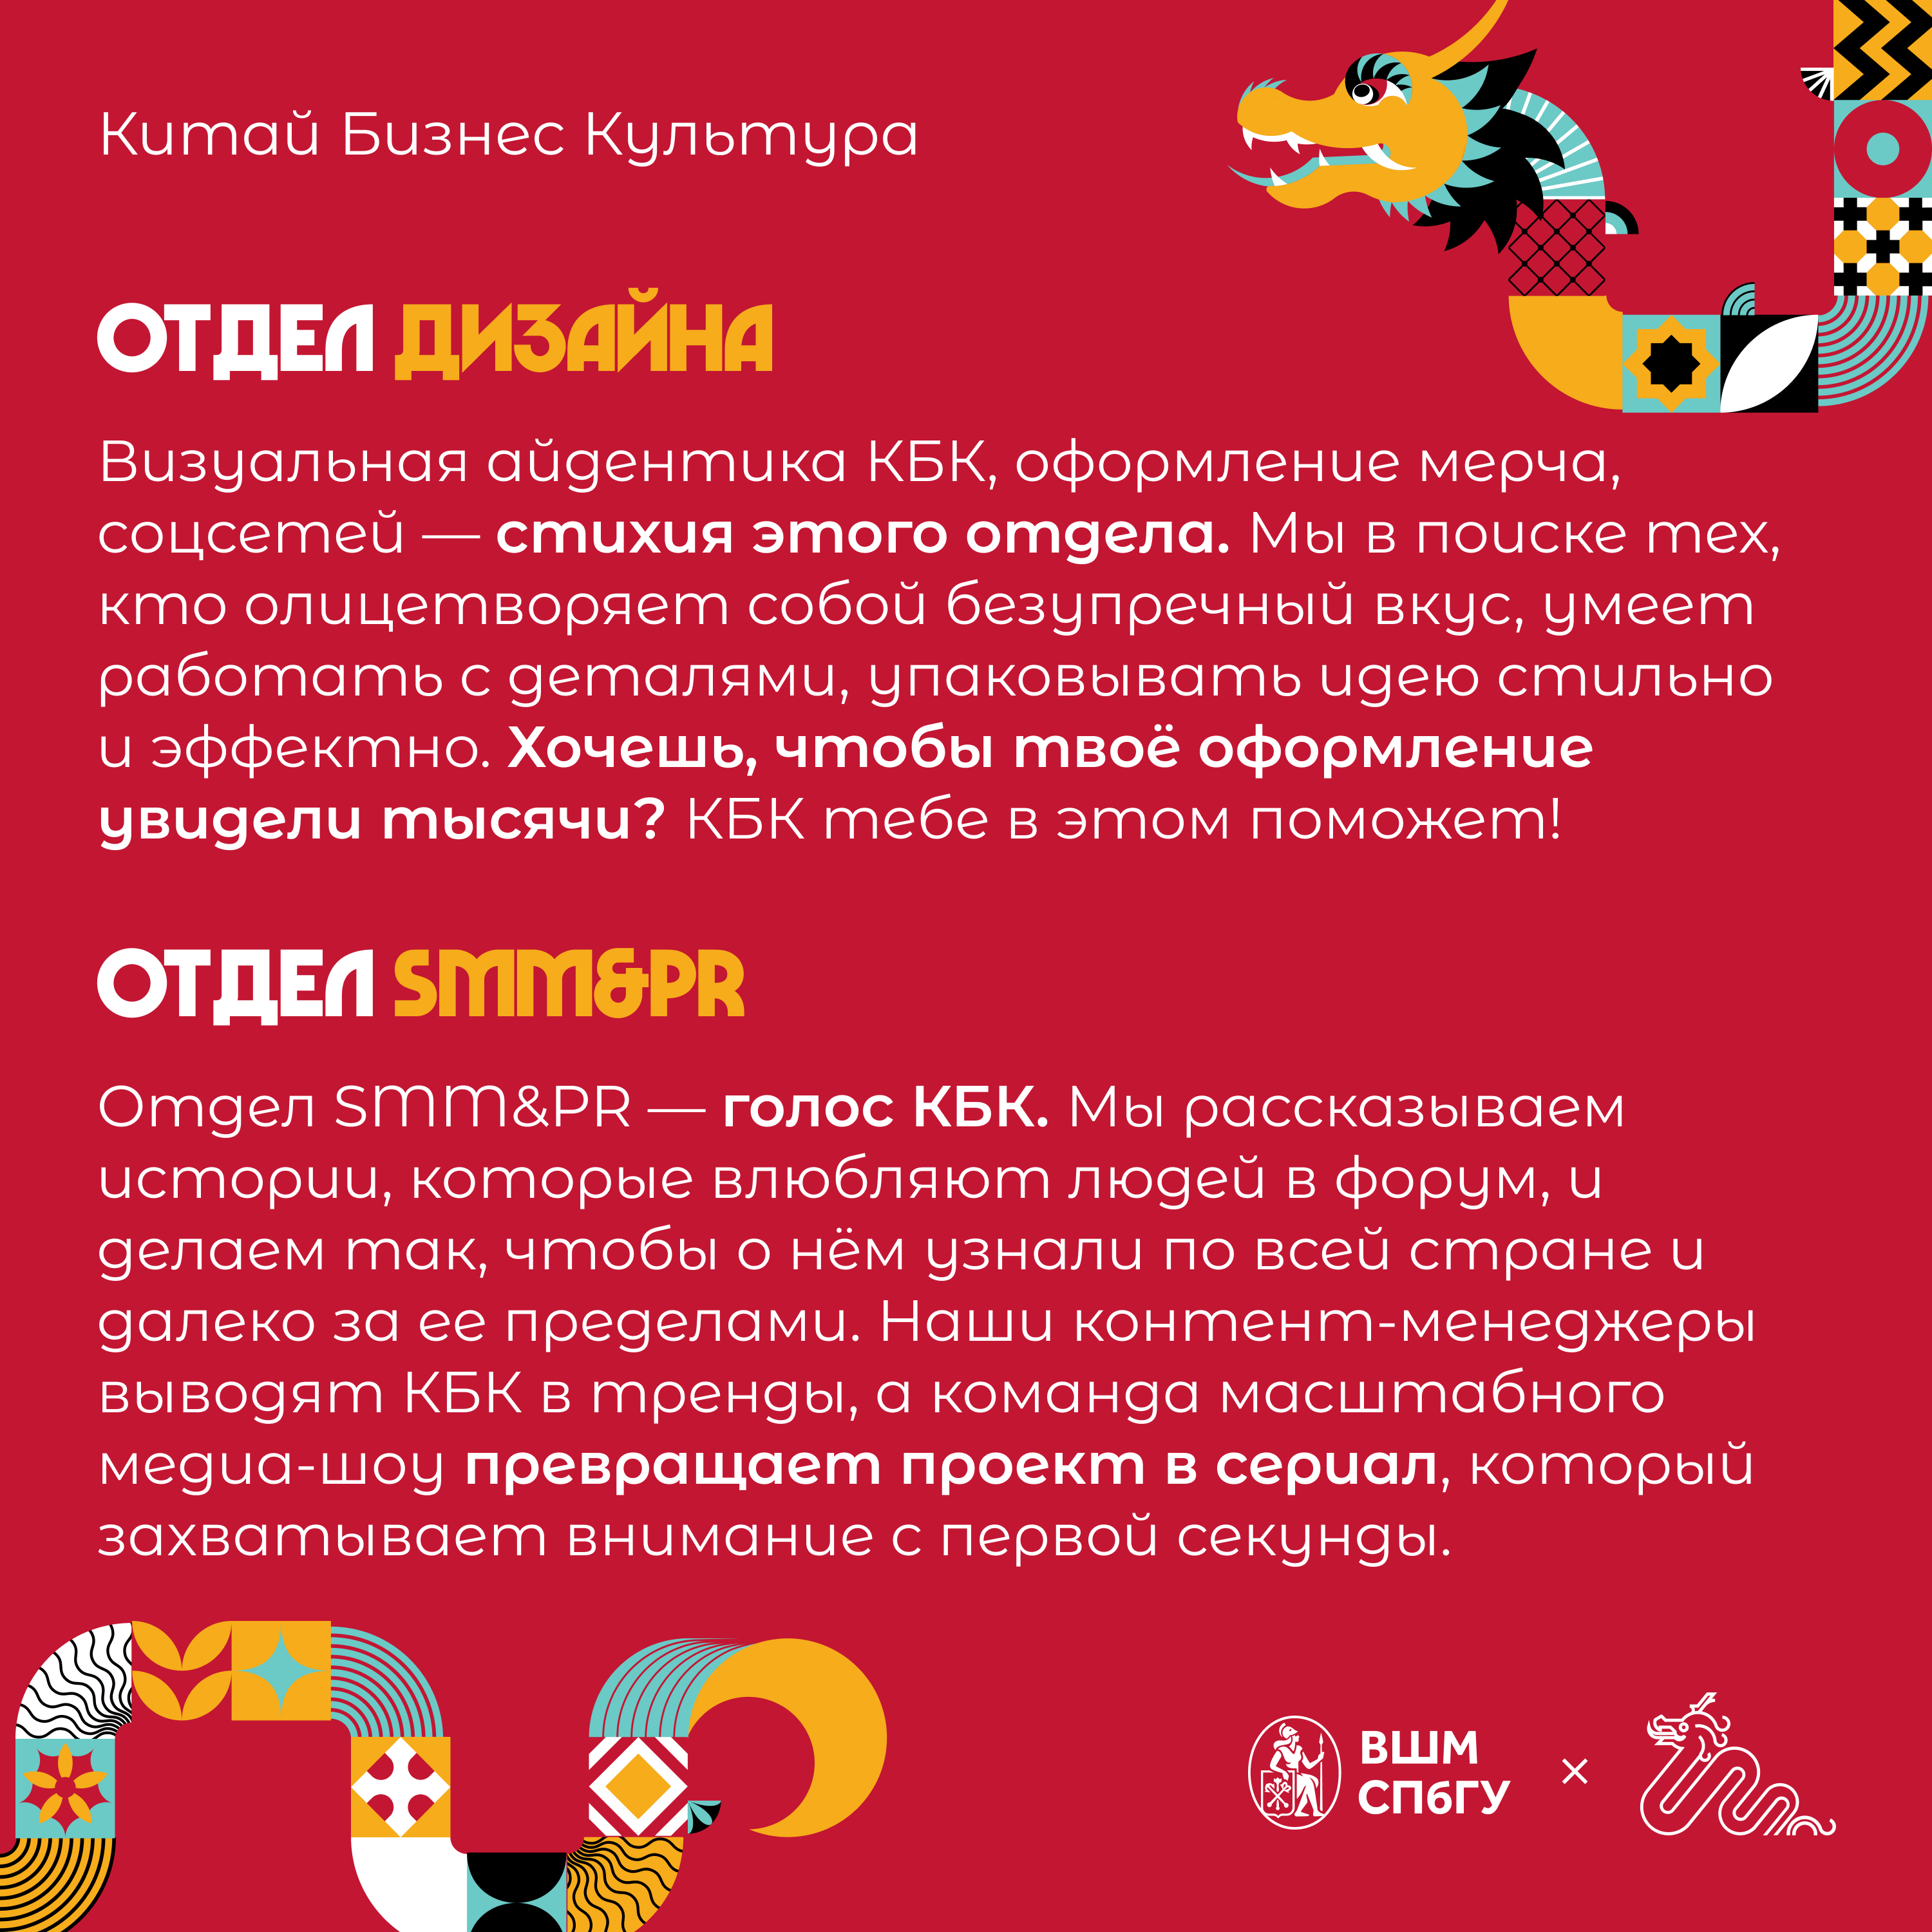 Китай Бизнес Культура
ОТДЕЛ ДИЗАЙНА
Визуальная айдентика КБК, оформление мерча,
соцсетей — стихия этого отдела. Мы в поиске тех,
кто олицетворяет собой безупречный вкус, умеет
работать с деталями, упаковывать идею стильно
и эффектно. Хочешь, чтобы твоё оформление
увидели тысячи? КБК тебе в этом поможет!
ОТДЕЛ SMM&PR
Отдел SMM&PR — голос КБК. Мы рассказываем
истории, которые влюбляют людей в форум, и
делаем так, чтобы о нём узнали по всей стране и
далеко за ее пределами. Наши контент-менеджеры
выводят КБК в тренды, а команда масштабного
медиа-шоу превращает проект в сериал, который
захватывает внимание с первой секунды.
ВШМ
СПбГУ
×